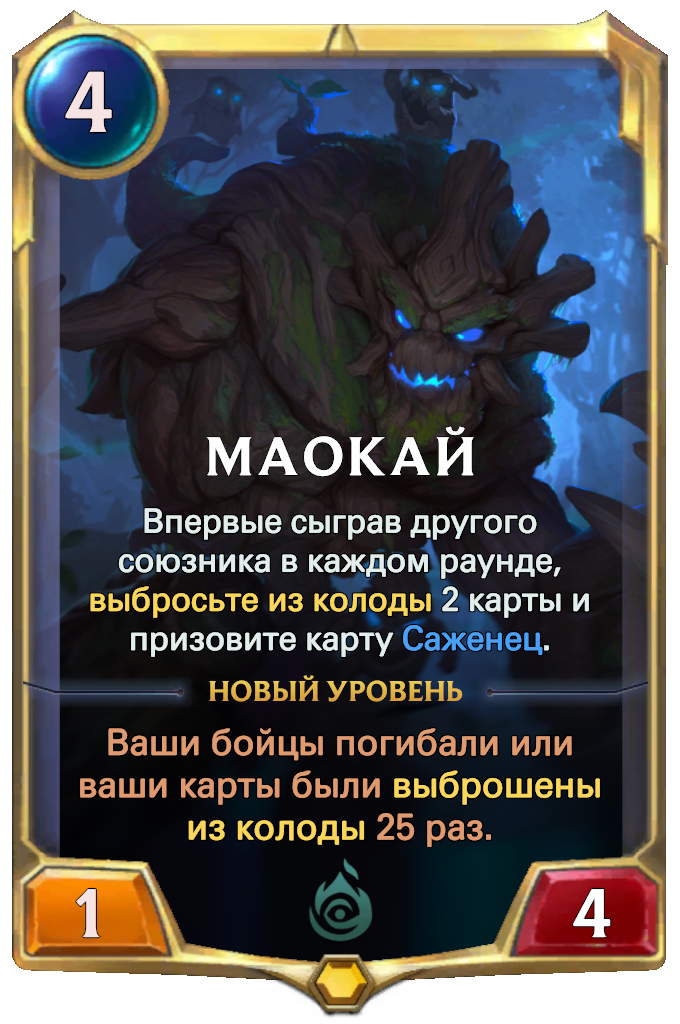 4
МАОКАЙ
Впервые сыграв другого
союзника в каждом раунде,
выбросьте из колоды 2 карты и
призовите карту Саженец.
НОВЫЙ УРОВЕНЬ
Ваши бойцы погибали или
ваши карты были выброшены
из колоды 25 раз.
1
4